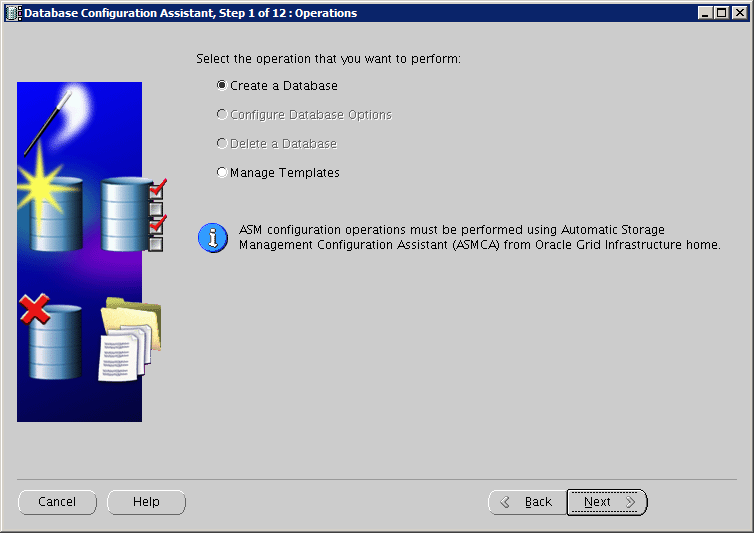 Database Configuration Assistant, Step 1 of 12 : Operations
Select the operation that you want to perform:
Create a Database
Configure Database Options
Delete a Database
Manage Templates
ASM configuration operations must be performed using Automatic Storage
Management Configuration Assistant (ASMCA) from Oracle Grid Infrastructure home.
Cancel
Help
Back
Next